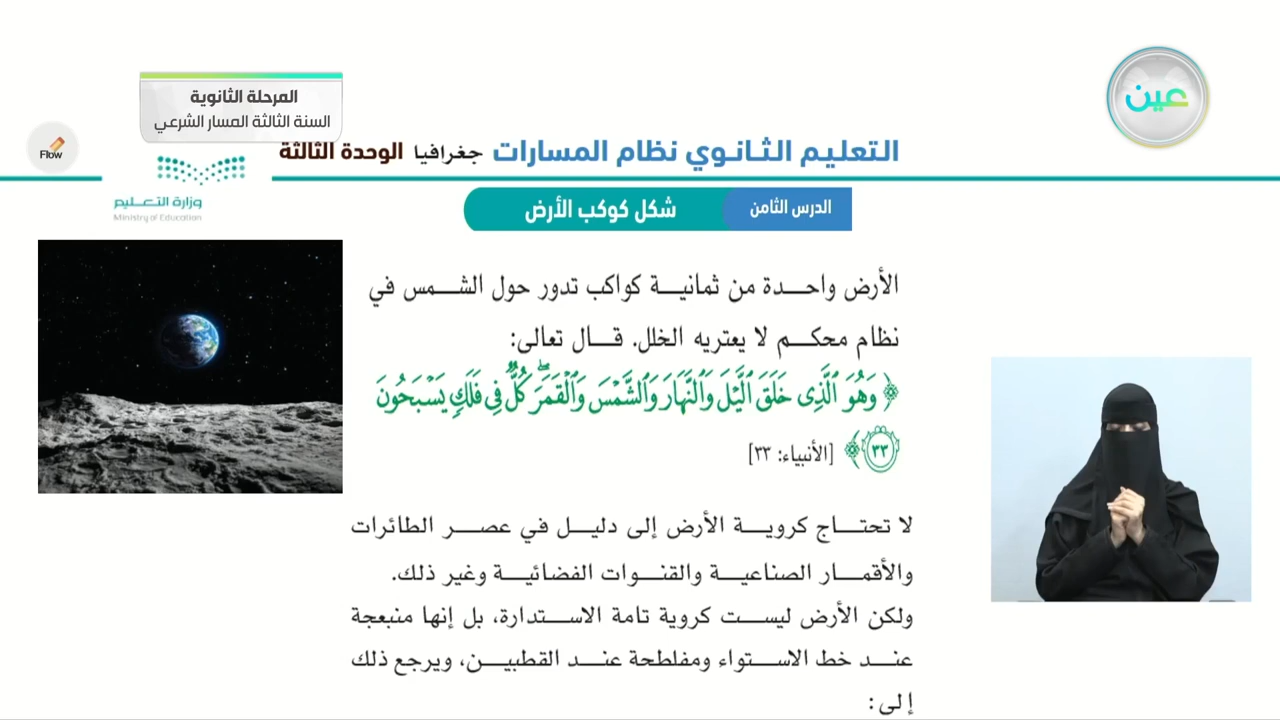 عين
المرحلة الثانوية
السنة الثالثة المسار الشرعي
Flow
التعليم الثانوي نظام المسارات جغرافيا الوحدة الثالثة
وزارة التعليم
Ministry of Education
الدرس الثامن شكل كوكب الأرض
الأرض واحدة من ثمانية كواكب تدور حول الشمس في
نظام محكم لا يعتريه الخلل. قال تعالى:
﴿ وَهُوَ ٱلَّذِى خَلَقَ ٱلَّيۡلَ وَٱلنَّهَارَ وَٱلشَّمۡسَ وَٱلۡقَمَرَۖ كُلّٞ فِى فَلَكٖ يَسۡبَحُونَ
٣٣ ﴾ [الأنبياء: ٣٣]
لا تحتاج كروية الأرض إلى دليل في عصر الطائرات
والأقمار الصناعية والقنوات الفضائية وغير ذلك.
ولكن الأرض ليست كروية تامة الاستدارة، بل إنها منبعجة
عند خط الاستواء ومفلطحة عند القطبين، ويرجع ذلك
إلى: